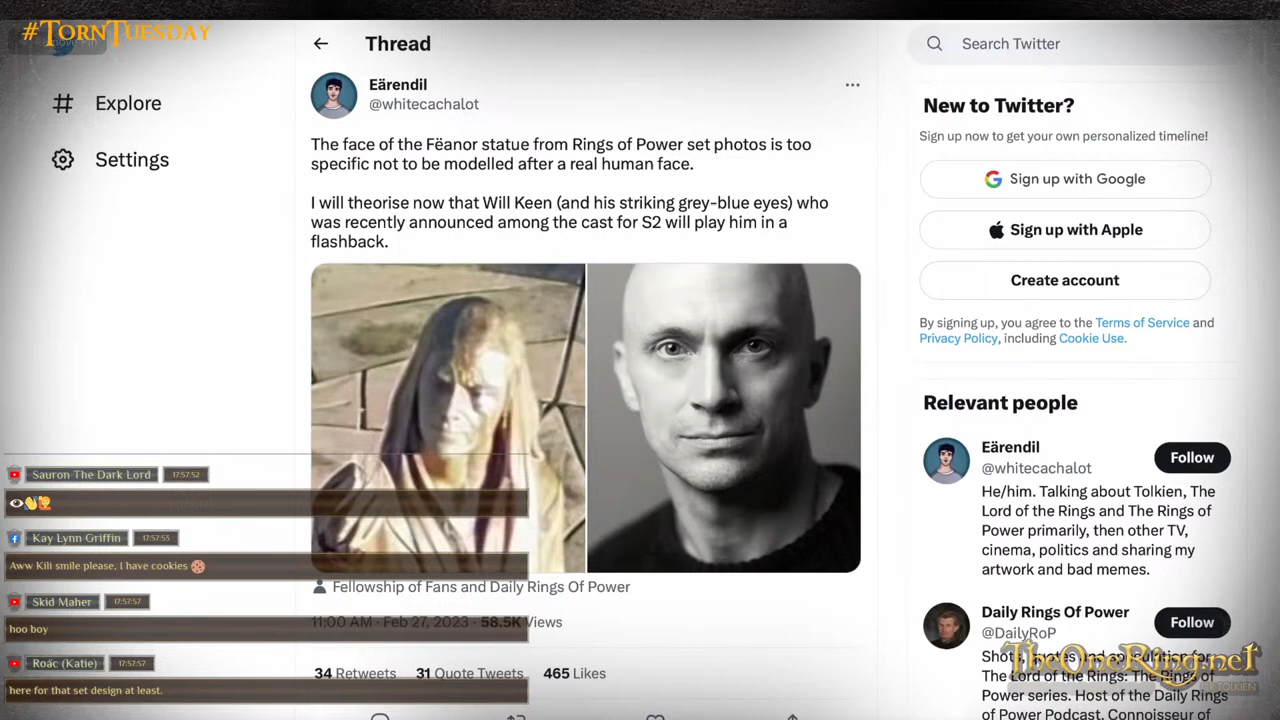 #TORNTUESDAY
Explore
Settings
Thread
Eärendil
@whitecachalot
The face of the Fëanor statue from Rings of Power set photos is too
specific not to be modelled after a real human face.
I will theorise now that Will Keen (and his striking grey-blue eyes) who
was recently announced among the cast for S2 will play him in a
flashback.
Fellowship of Fans and Daily Rings Of Power
11:00 AM · Feb 27, 2023 · 58.5K Views
34 Retweets 31 Quote Tweets 465 Likes
Sauron The Dark Lord 17:57:52
👁👋🙋
Kay Lynn Griffin 17:57:55
Aww Kili smile please, I have cookies 🍪
Skid Maher 17:57:57
hoo boy
Roác (Katie) 17:57:57
here for that set design at least.
Search Twitter
New to Twitter?
Sign up now to get your own personalized timeline!
Sign up with Google
Sign up with Apple
Create account
By signing up, you agree to the Terms of Service and
Privacy Policy, including Cookie Use.
Relevant people
Eärendil
@whitecachalot
Follow
He/him. Talking about Tolkien, The
Lord of the Rings and The Rings of
Power primarily, then other TV,
cinema, politics and sharing my
artwork and bad memes.
Daily Rings Of Power
@DailyRoP
Follow
The Lord of the Rings: The Rings of
Power series. Host of the Daily Rings
of Power Podcast. Connoisseur of
TheOneRing.net